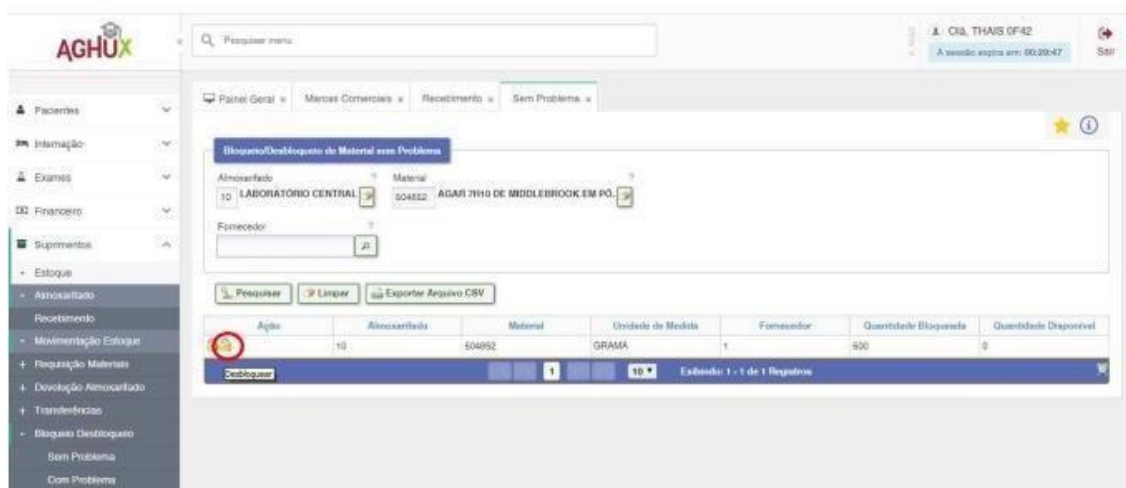 AGHUX
Pesquisar menu
Olá, THAIS 0F42
A sessão expira em: 00:29:47
Sair
Painel Geral x
Marcas Comerciais x
Recebimento x
Sem Problema x
Pacientes
Internação
Exames
Financeiro
Suprimentos
- Estoque
- Almoxarifado
Recebimento
- Movimentação Estoque
+ Requisição Materiais
+ Devolução Almoxarifado
+ Transferências
- Bloqueio Desbloqueio
Sem Problema
Com Problema
Bloqueio/Desbloqueio de Material sem Problema
Almoxarifado ? Material ?
10 LABORATÓRIO CENTRAL 504852 AGAR 7H10 DE MIDDLEBROOK EM PÓ.
Fornecedor ?
Pesquisar Limpar Exportar Arquivo CSV
Ação Almoxarifado Material Unidade de Medida Fornecedor Quantidade Bloqueada Quantidade Disponível
10 504852 GRAMA 1 500 0
Desbloquear
1 10 Exibindo: 1 - 1 de 1 Registros